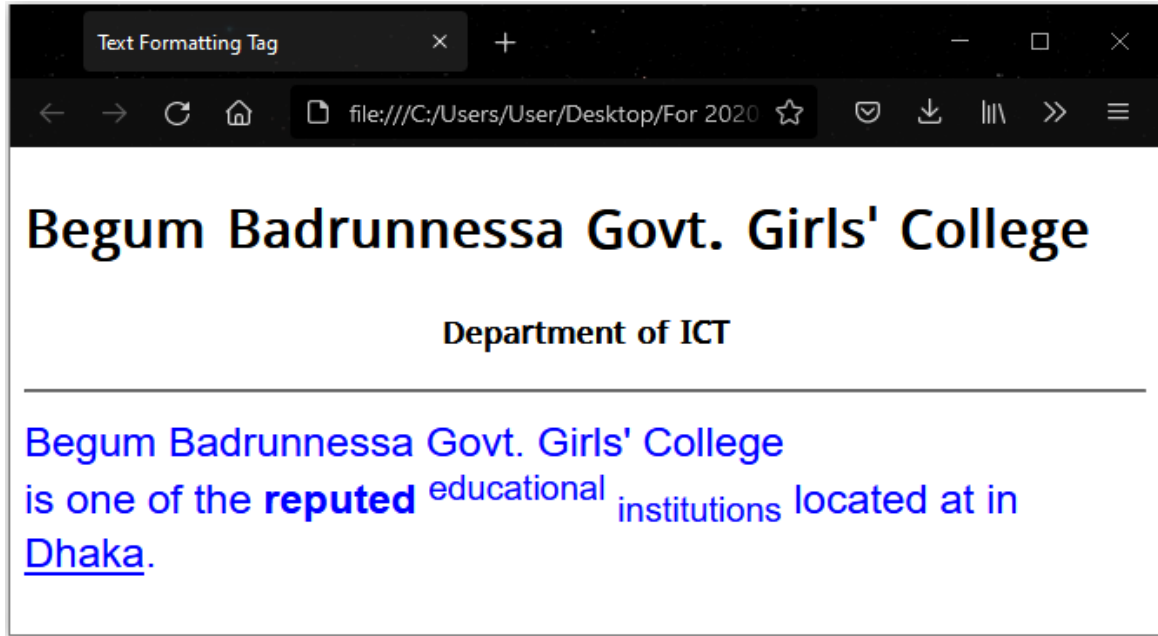 Text Formatting Tag
file:///C:/Users/User/Desktop/For 2020
Begum Badrunnessa Govt. Girls' College
Department of ICT
Begum Badrunnessa Govt. Girls' College
is one of the reputed educational institutions located at in
Dhaka.